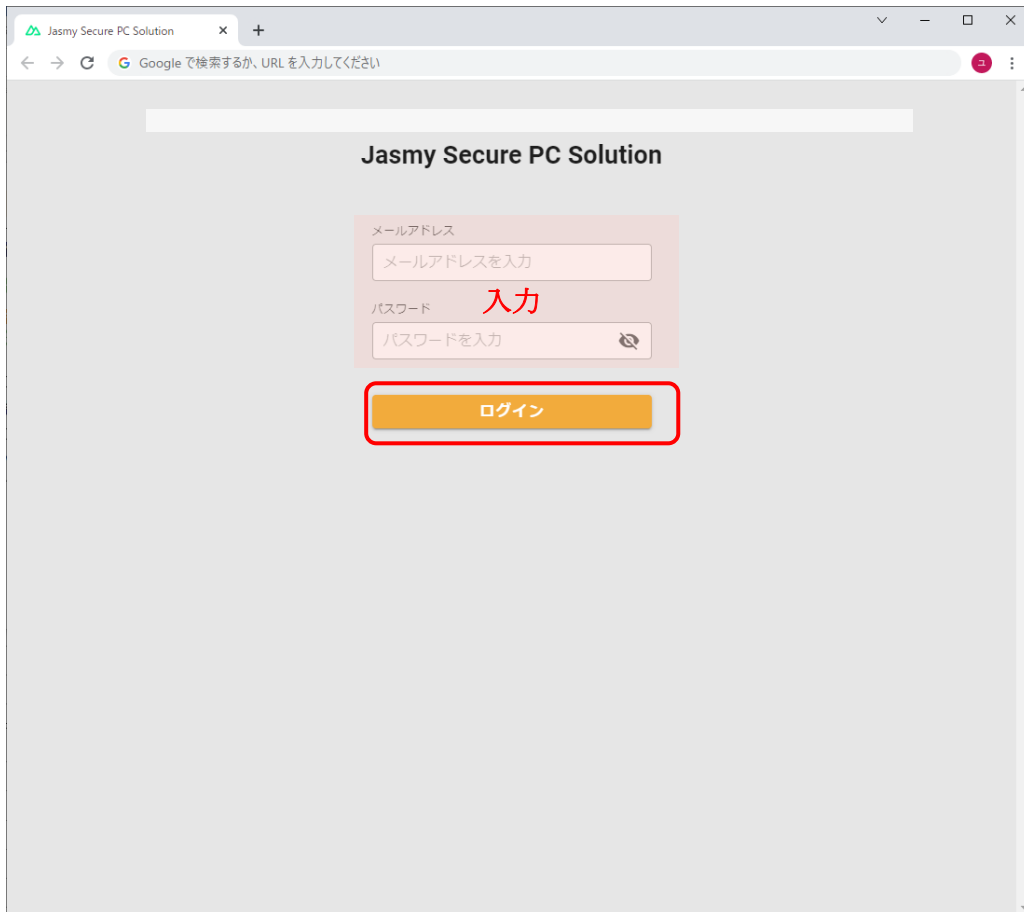 Jasmy Secure PC Solution
Google で検索するか、URL を入力してください
ユ
Jasmy Secure PC Solution
メールアドレス
メールアドレスを入力
入力
パスワード
パスワードを入力
ログイン